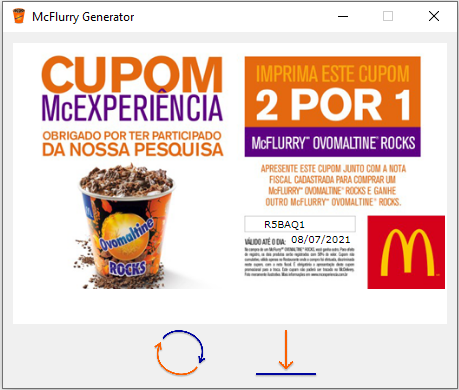 McFlurry Generator
CUPOM
McEXPERIÊNCIA
OBRIGADO POR TER PARTICIPADO
DA NOSSA PESQUISA
Ovomaltine
ROCKS
IMPRIMA ESTE CUPOM
2 POR 1
McFLURRY™ OVOMALTINE® ROCKS
APRESENTE ESTE CUPOM JUNTO COM A NOTA
FISCAL CADASTRADA PARA COMPRAR UM
McFLURRY™ OVOMALTINE® ROCKS E GANHE
OUTRO McFLURRY™ OVOMALTINE® ROCKS.
R5BAQ1
VÁLIDO ATÉ O DIA: 08/07/2021